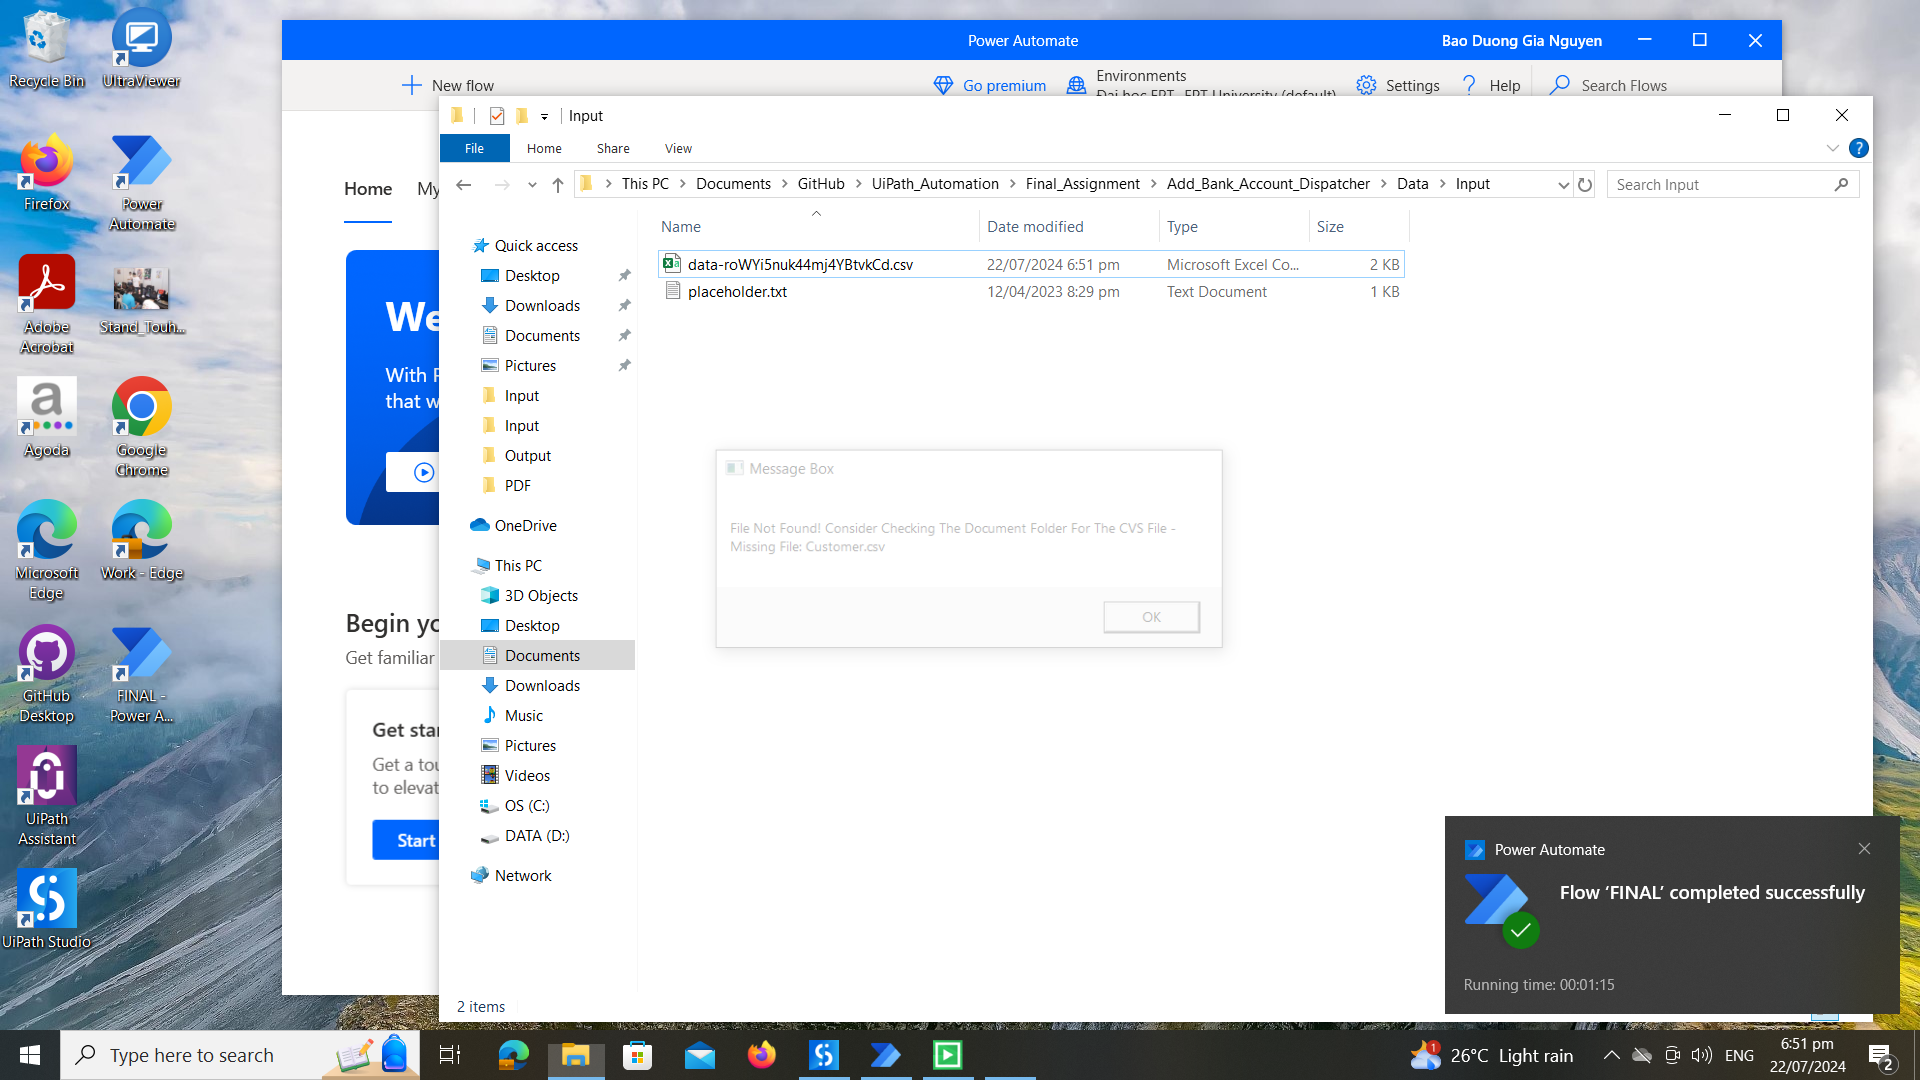 Recycle Bin
UltraViewer
Firefox
Power
Automate
Adobe
Acrobat
Stand_Touh...
Agoda
Google
Chrome
Microsoft
Edge
Work - Edge
GitHub
Desktop
FINAL -
Power A...
UiPath
Assistant
UiPath Studio
Power Automate
Bao Duong Gia Nguyen
New flow
Go premium
Environments
Dai hoc FPT - FPT University (default)
Settings
Help
Search Flows
Home
My
We
With P
that w
Begin yo
Get familiar
Get star
Get a tou
to elevat
Start
Input
File
Home
Share
View
This PC
Documents
GitHub
UiPath_Automation
Final_Assignment
Add_Bank_Account_Dispatcher
Data
Input
Search Input
Name
Date modified
Type
Size
data-roWYi5nuk44mj4YBtvkCd.csv
22/07/2024 6:51 pm
Microsoft Excel Co...
2 KB
placeholder.txt
12/04/2023 8:29 pm
Text Document
1 KB
Quick access
Desktop
Downloads
Documents
Pictures
Input
Input
Output
PDF
OneDrive
This PC
3D Objects
Desktop
Documents
Downloads
Music
Pictures
Videos
OS (C:)
DATA (D:)
Network
2 items
Message Box
File Not Found! Consider Checking The Document Folder For The CVS File -
Missing File: Customer.csv
OK
Power Automate
Flow ‘FINAL’ completed successfully
Running time: 00:01:15
Type here to search
1
26°C Light rain
ENG
6:51 pm
22/07/2024
2